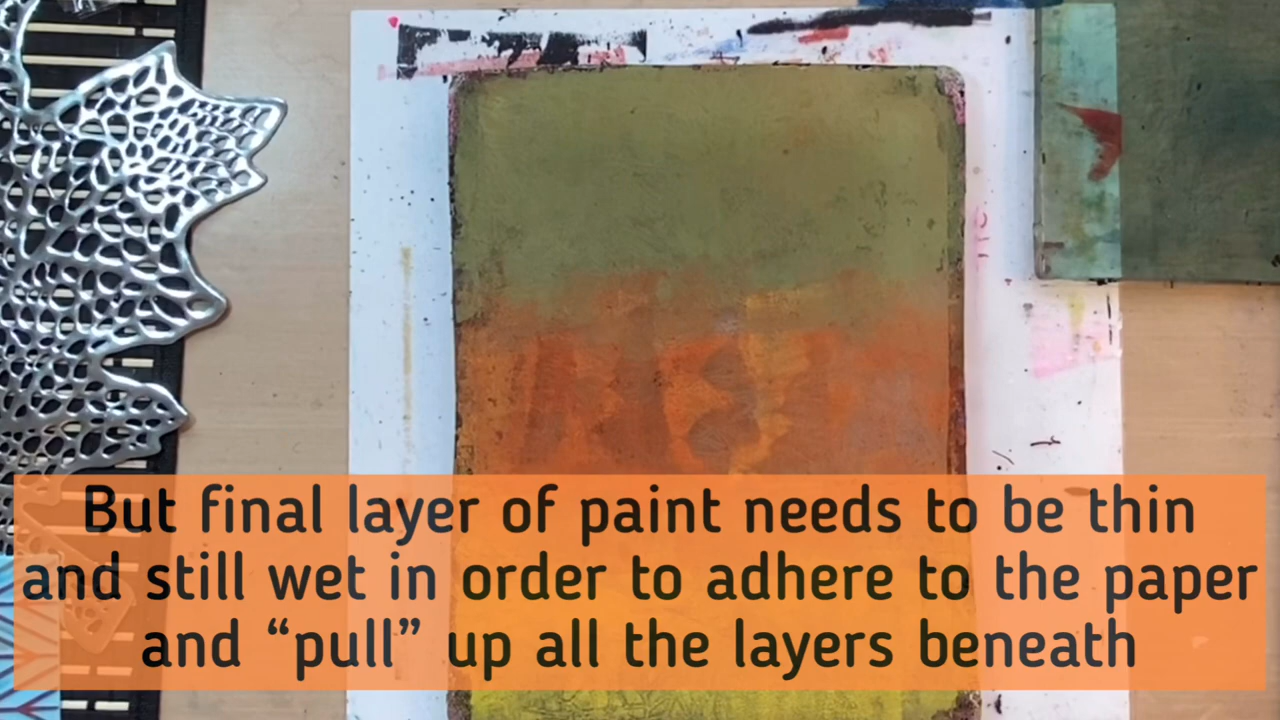 But final layer of paint needs to be thin
and still wet in order to adhere to the paper
and “pull” up all the layers beneath